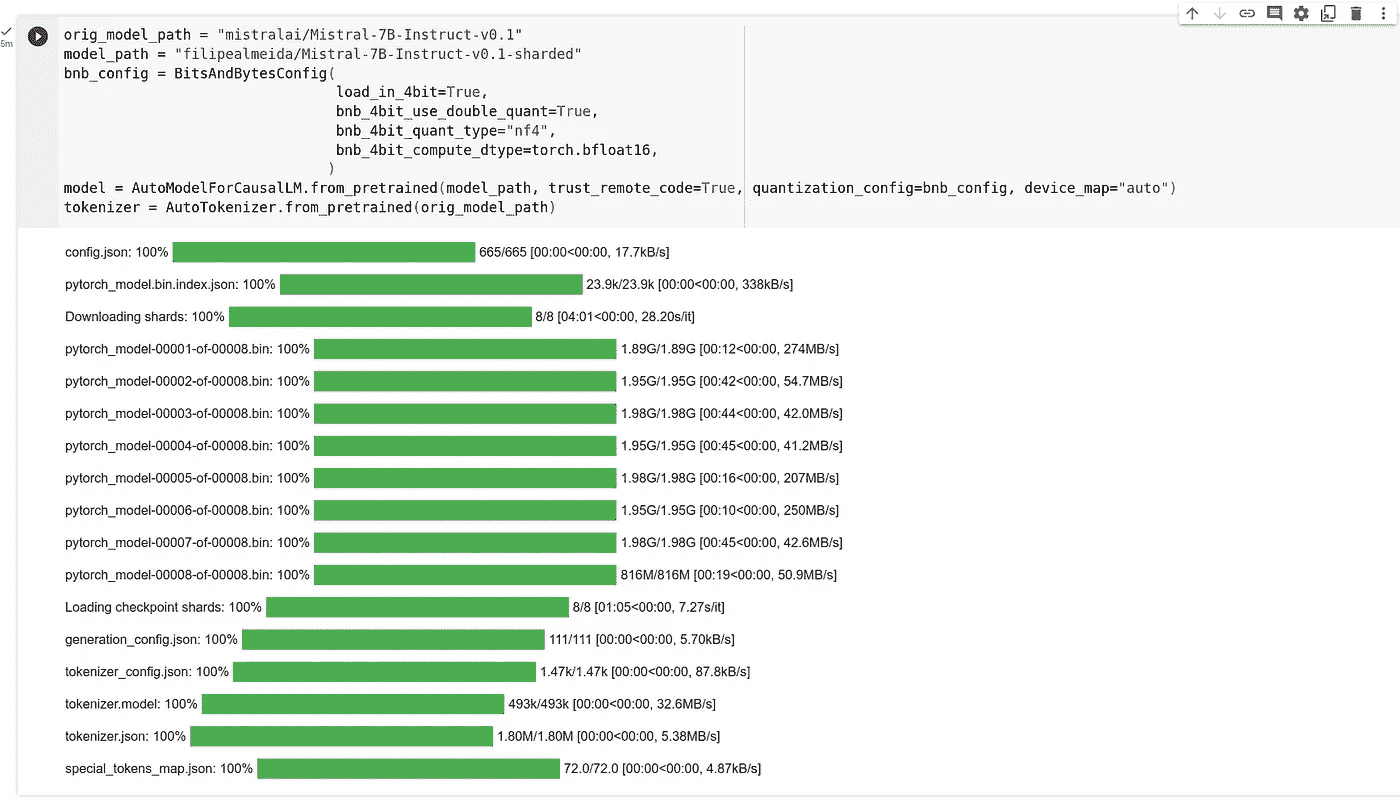 5m
orig_model_path = "mistralai/Mistral-7B-Instruct-v0.1"
model_path = "filipealmeida/Mistral-7B-Instruct-v0.1-sharded"
bnb_config = BitsAndBytesConfig(
load_in_4bit=True,
bnb_4bit_use_double_quant=True,
bnb_4bit_quant_type="nf4",
bnb_4bit_compute_dtype=torch.bfloat16,
)
model = AutoModelForCausalLM.from_pretrained(model_path, trust_remote_code=True, quantization_config=bnb_config, device_map="auto")
tokenizer = AutoTokenizer.from_pretrained(orig_model_path)
config.json: 100% 665/665 [00:00<00:00, 17.7kB/s]
pytorch_model.bin.index.json: 100% 23.9k/23.9k [00:00<00:00, 338kB/s]
Downloading shards: 100% 8/8 [04:01<00:00, 28.20s/it]
pytorch_model-00001-of-00008.bin: 100% 1.89G/1.89G [00:12<00:00, 274MB/s]
pytorch_model-00002-of-00008.bin: 100% 1.95G/1.95G [00:42<00:00, 54.7MB/s]
pytorch_model-00003-of-00008.bin: 100% 1.98G/1.98G [00:44<00:00, 42.0MB/s]
pytorch_model-00004-of-00008.bin: 100% 1.95G/1.95G [00:45<00:00, 41.2MB/s]
pytorch_model-00005-of-00008.bin: 100% 1.98G/1.98G [00:16<00:00, 207MB/s]
pytorch_model-00006-of-00008.bin: 100% 1.95G/1.95G [00:10<00:00, 250MB/s]
pytorch_model-00007-of-00008.bin: 100% 1.98G/1.98G [00:45<00:00, 42.6MB/s]
pytorch_model-00008-of-00008.bin: 100% 816M/816M [00:19<00:00, 50.9MB/s]
Loading checkpoint shards: 100% 8/8 [01:05<00:00, 7.27s/it]
generation_config.json: 100% 111/111 [00:00<00:00, 5.70kB/s]
tokenizer_config.json: 100% 1.47k/1.47k [00:00<00:00, 87.8kB/s]
tokenizer.model: 100% 493k/493k [00:00<00:00, 32.6MB/s]
tokenizer.json: 100% 1.80M/1.80M [00:00<00:00, 5.38MB/s]
special_tokens_map.json: 100% 72.0/72.0 [00:00<00:00, 4.87kB/s]